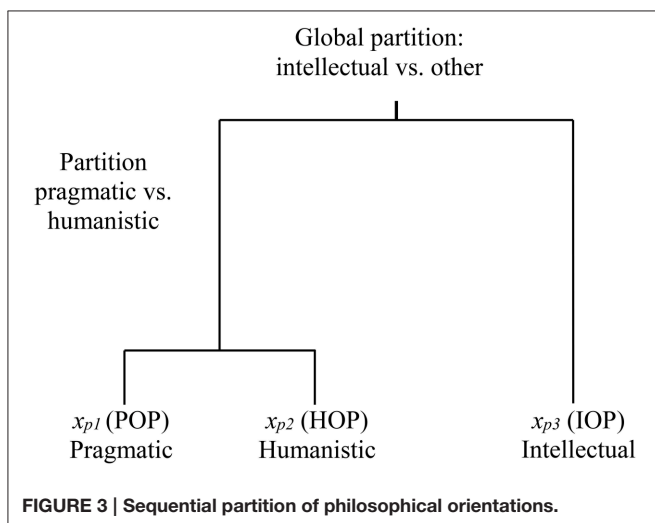 Global partition:
intellectual vs. other
Partition
pragmatic vs.
humanistic
xp1 (POP)
Pragmatic
xp2 (HOP)
Humanistic
xp3 (IOP)
Intellectual
FIGURE 3 | Sequential partition of philosophical orientations.